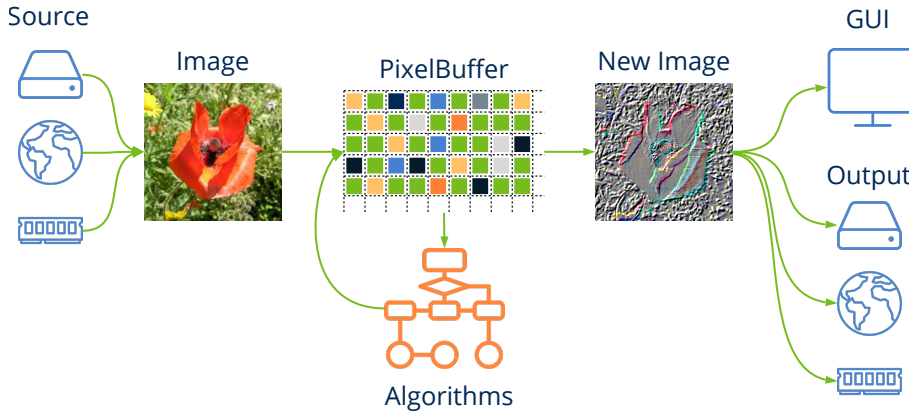 Source
Image
PixelBuffer
New Image
GUI
Output
Algorithms